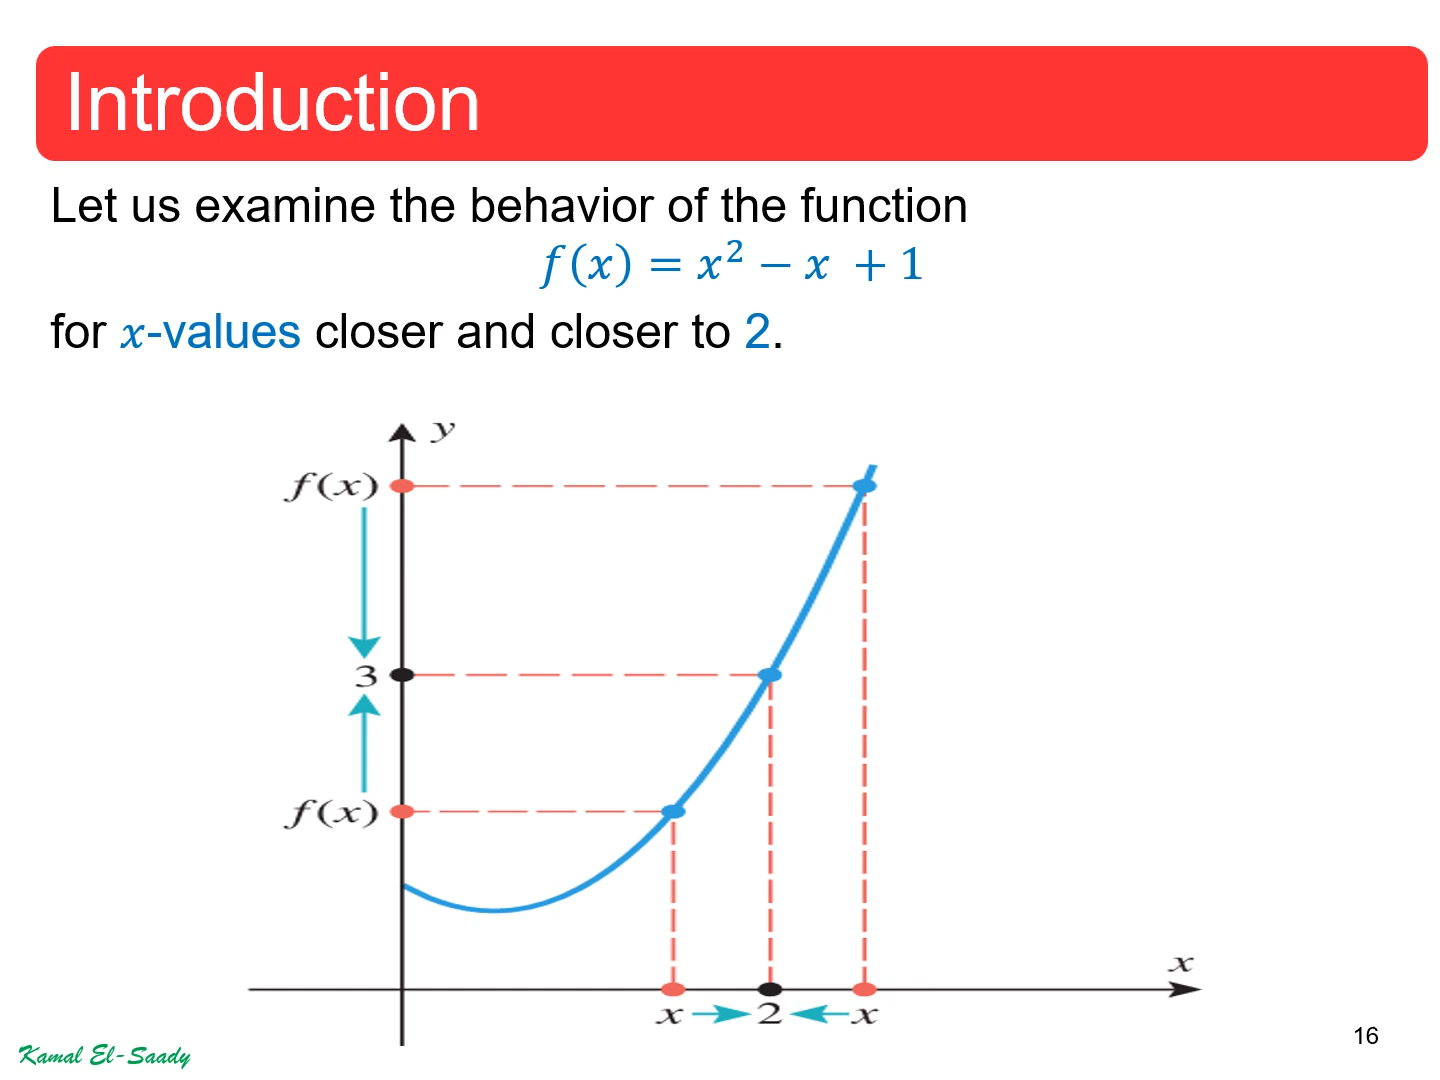 Introduction
Let us examine the behavior of the function
f(x) = x² − x + 1
for x-values closer and closer to 2.
y
f(x)
3
f(x)
x
x 2 x
16
Kamal El-Saady